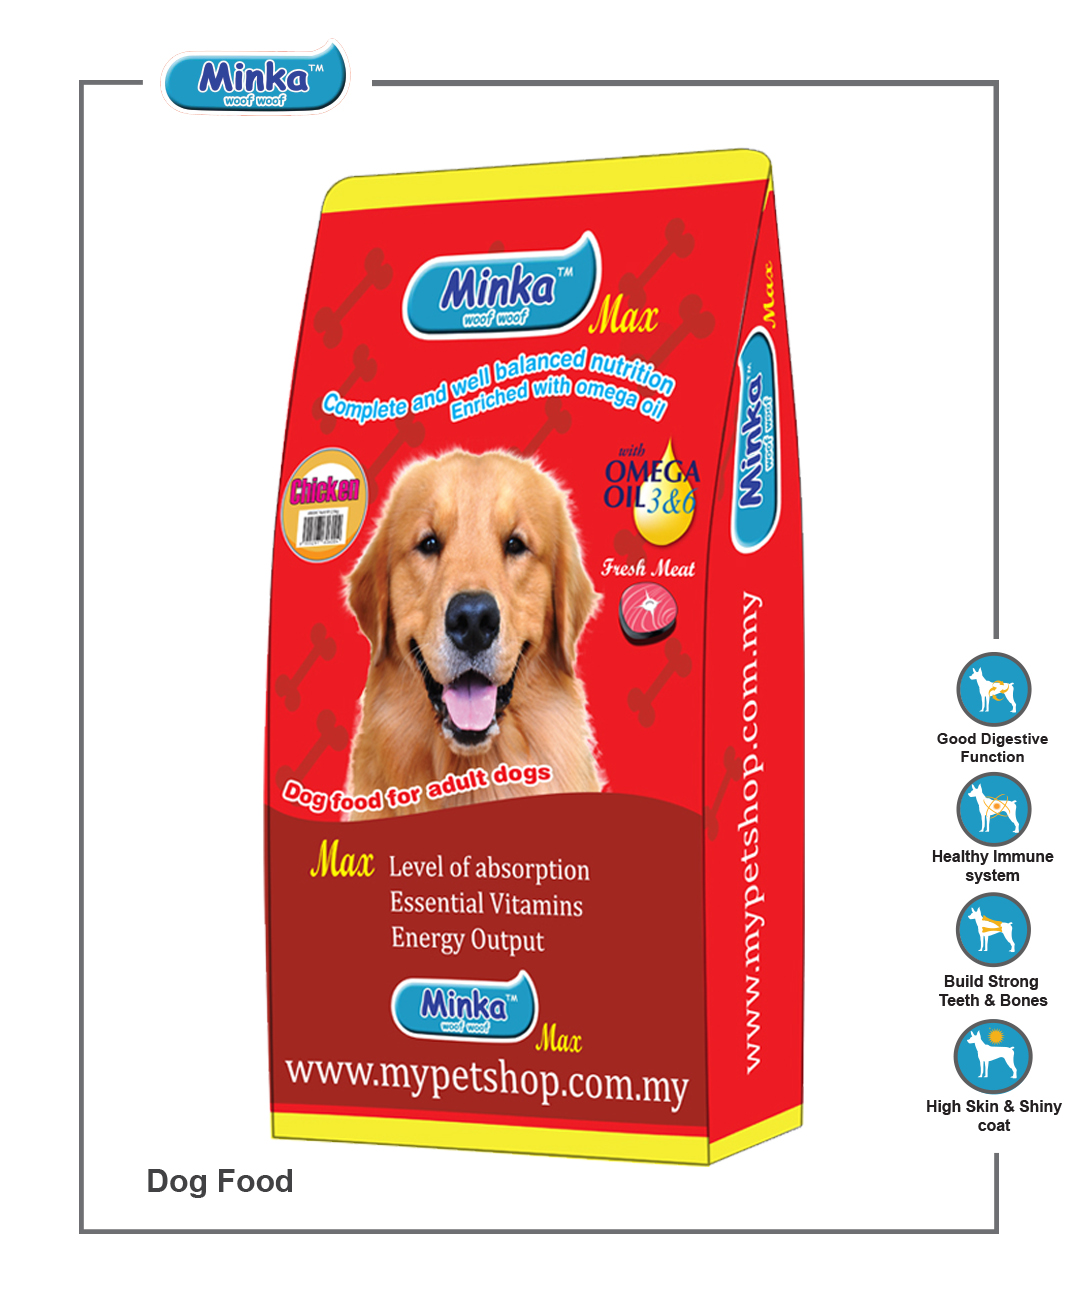 Minka™
woof woof
Minka™
woof woof
Max
Complete and well balanced nutrition
Enriched with omega oil
Chicken
with
OMEGA
OIL 3&6
Fresh Meat
Dog food for adult dogs
Max Level of absorption
Essential Vitamins
Energy Output
Minka™
woof woof
Max
www.mypetshop.com.my
Max
Minka™
woof woof
www.mypetshop.com.my
Good Digestive
Function
Healthy Immune
system
Build Strong
Teeth & Bones
High Skin & Shiny
coat
Dog Food